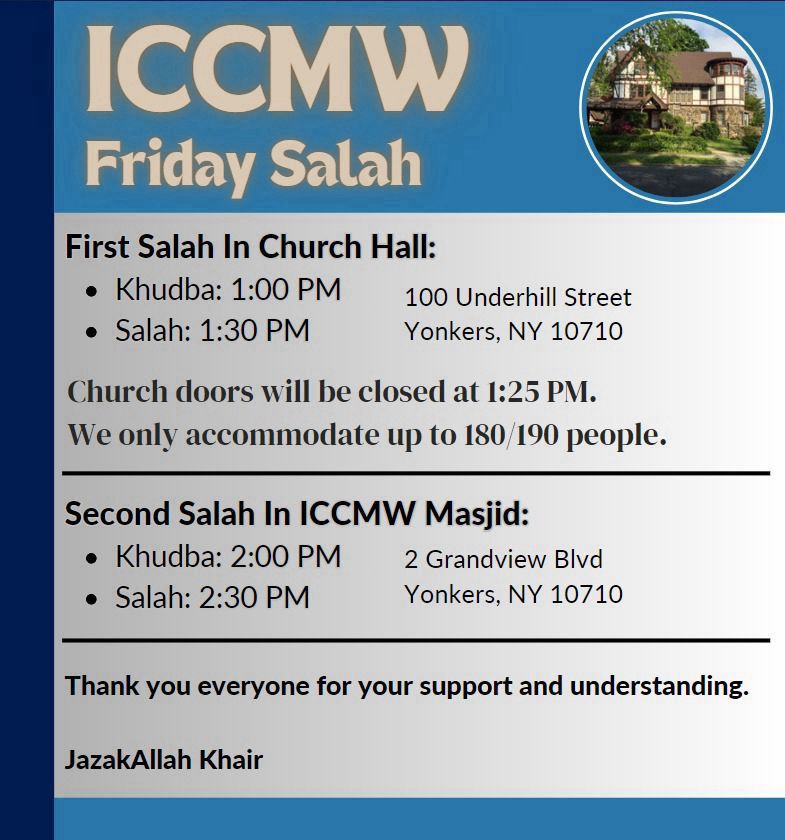 ICCMW
Friday Salah
First Salah In Church Hall:
• Khudba: 1:00 PM
• Salah: 1:30 PM
100 Underhill Street
Yonkers, NY 10710
Church doors will be closed at 1:25 PM.
We only accommodate up to 180/190 people.
Second Salah In ICCMW Masjid:
• Khudba: 2:00 PM
• Salah: 2:30 PM
2 Grandview Blvd
Yonkers, NY 10710
Thank you everyone for your support and understanding.
JazakAllah Khair